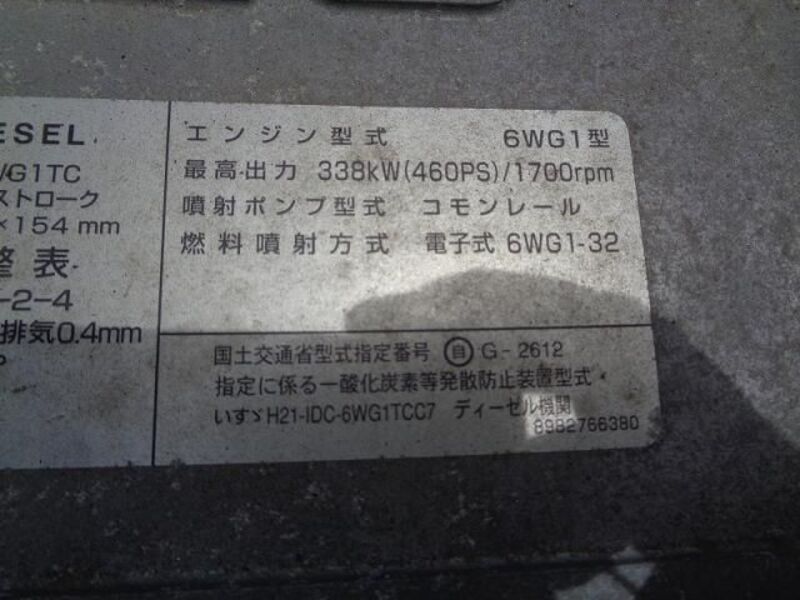 ESEL
エンジン型式 6WG1型
WG1TC
最高出力 338kW(460PS)/1700rpm
ストローク
噴射ポンプ型式 コモンレール
×154 mm
燃料噴射方式 電子式 6WG1-32
整 表
-2-4
排気0.4mm
国土交通省型式指定番号 自 G-2612
指定に係る一酸化炭素等発散防止装置型式
いすゞH21-IDC-6WG1TCC7 ディーゼル機関
8982766380